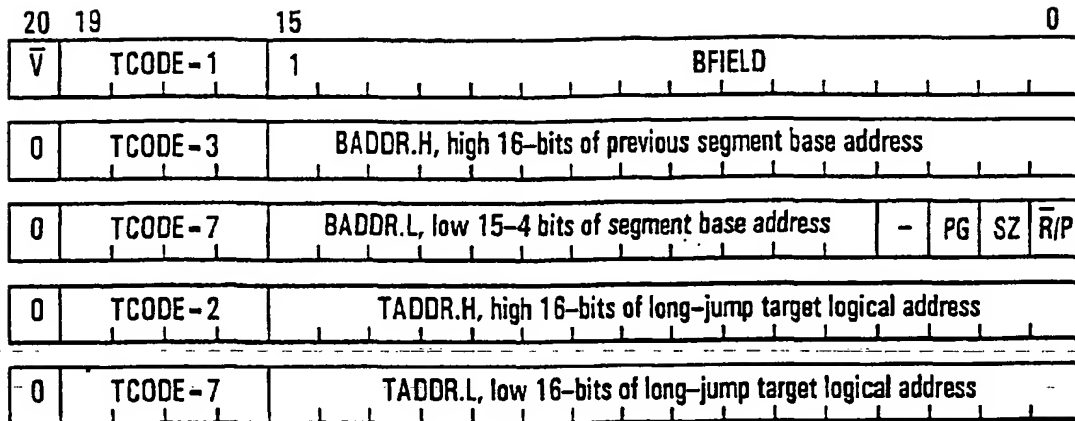 20 19 15 0
V̅ TCODE-1 1 BFIELD
0 TCODE-3 BADDR.H, high 16-bits of previous segment base address
0 TCODE-7 BADDR.L, low 15-4 bits of segment base address - PG SZ R̅/P
0 TCODE-2 TADDR.H, high 16-bits of long-jump target logical address
0 TCODE-7 TADDR.L, low 16-bits of long-jump target logical address